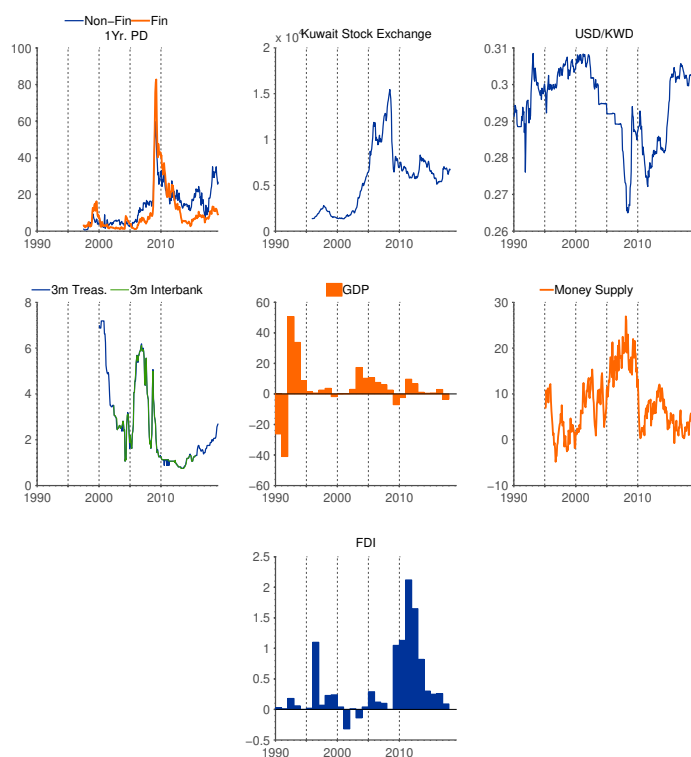 Non−Fin Fin
1Yr. PD
100
80
60
40
20
0
1990 2000 2010
x 10⁴
Kuwait Stock Exchange
2
1.5
1
0.5
0
1990 2000 2010
USD/KWD
0.31
0.3
0.29
0.28
0.27
0.26
1990 2000 2010
3m Treas. 3m Interbank
8
6
4
2
0
1990 2000 2010
GDP
60
40
20
0
−20
−40
−60
1990 2000 2010
Money Supply
30
20
10
0
−10
1990 2000 2010
FDI
2.5
2
1.5
1
0.5
0
−0.5
1990 2000 2010